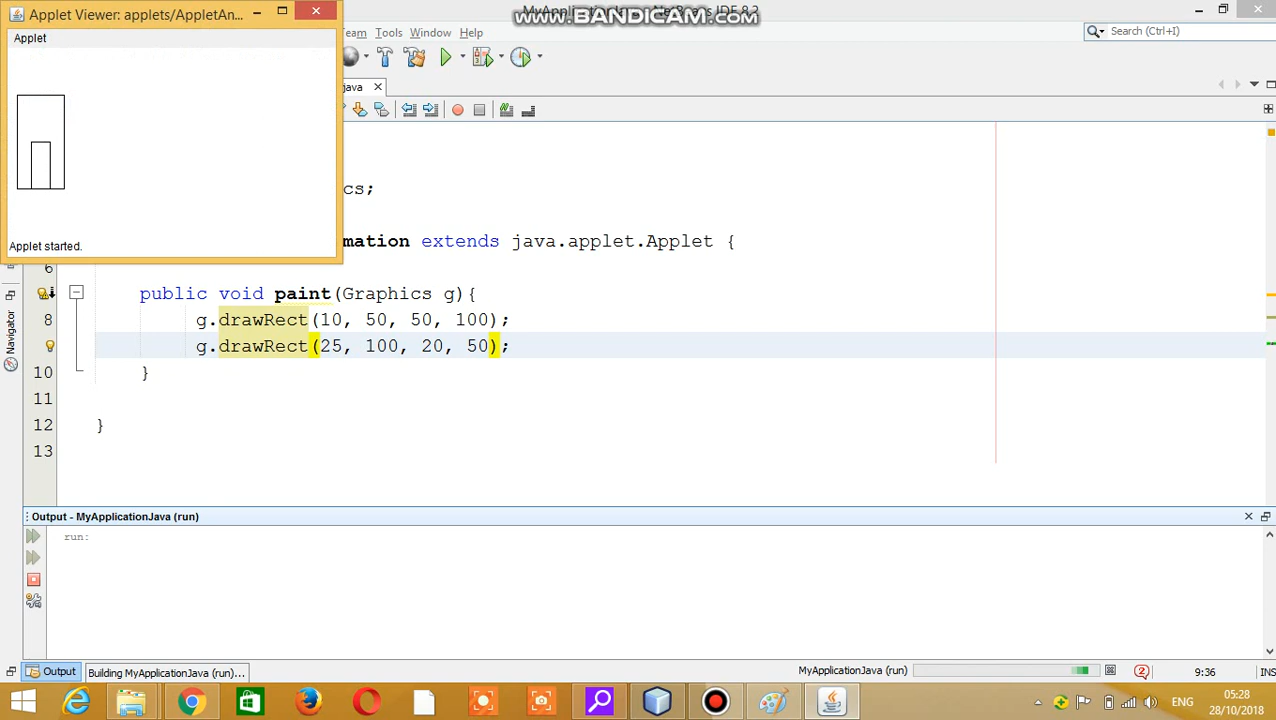 Applet Viewer: applets/AppletAn...
www.BANDICAM.com
Applet
Team Tools Window Help
Search (Ctrl+I)
java
cs;
mation extends java.applet.Applet {
6
public void paint(Graphics g){
8 g.drawRect(10, 50, 50, 100);
g.drawRect(25, 100, 20, 50);
10 }
11
12 }
13
Applet started.
Navigator
Output - MyApplicationJava (run)
run:
Output
Building MyApplicationJava (run)...
MyApplicationJava (run)
2
9:36
INS
ENG
05:28
28/10/2018